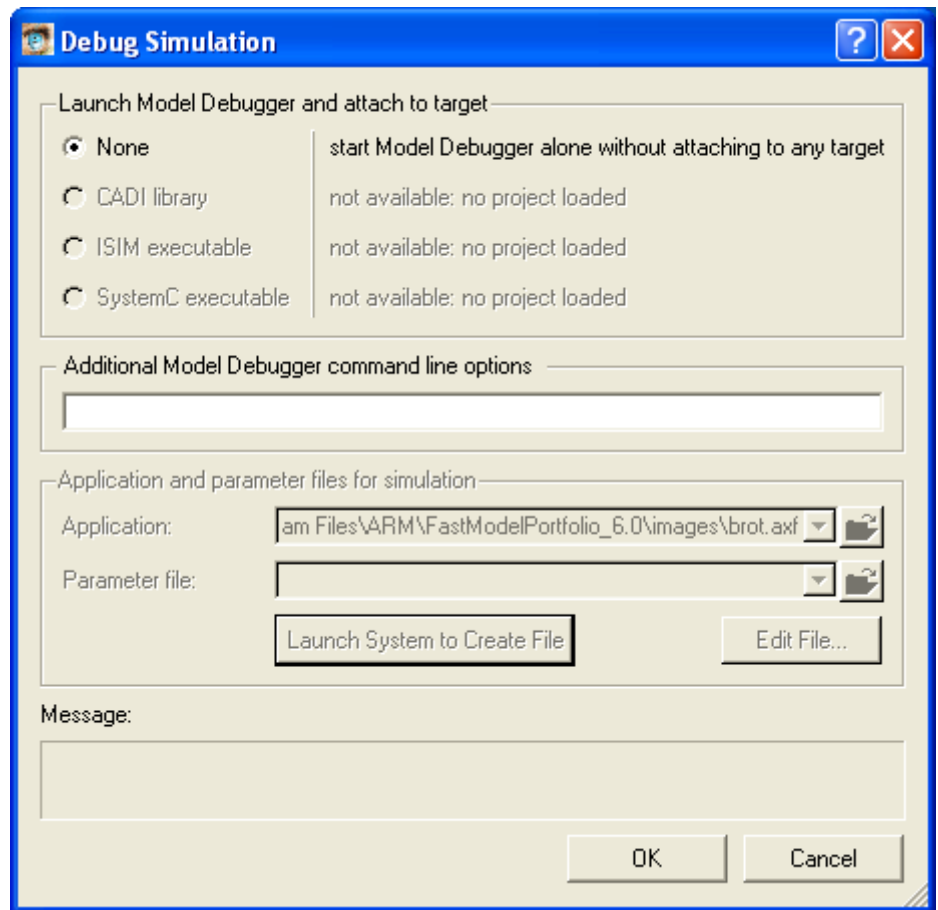 Debug Simulation
Launch Model Debugger and attach to target
None start Model Debugger alone without attaching to any target
CADI library not available: no project loaded
ISIM executable not available: no project loaded
SystemC executable not available: no project loaded
Additional Model Debugger command line options
Application and parameter files for simulation
Application: am Files\ARM\FastModelPortfolio_6.0\images\brot.axf
Parameter file:
Launch System to Create File Edit File...
Message:
OK Cancel